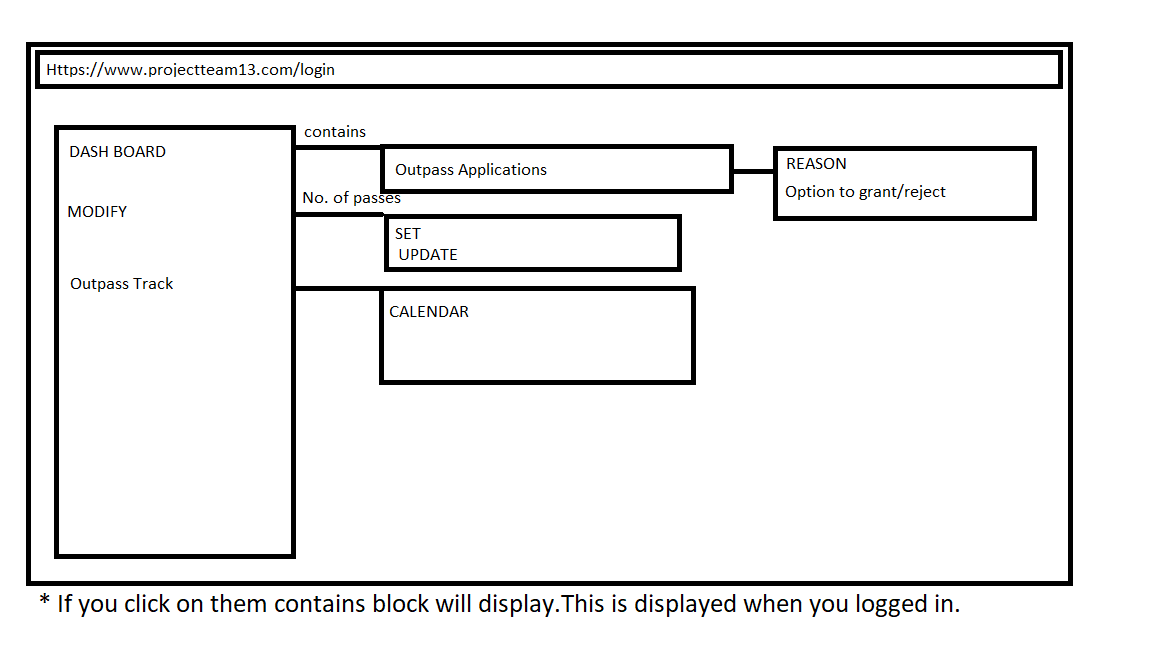 Https://www.projectteam13.com/login
contains
DASH BOARD
Outpass Applications
REASON
Option to grant/reject
No. of passes
MODIFY
SET
UPDATE
Outpass Track
CALENDAR
* If you click on them contains block will display.This is displayed when you logged in.